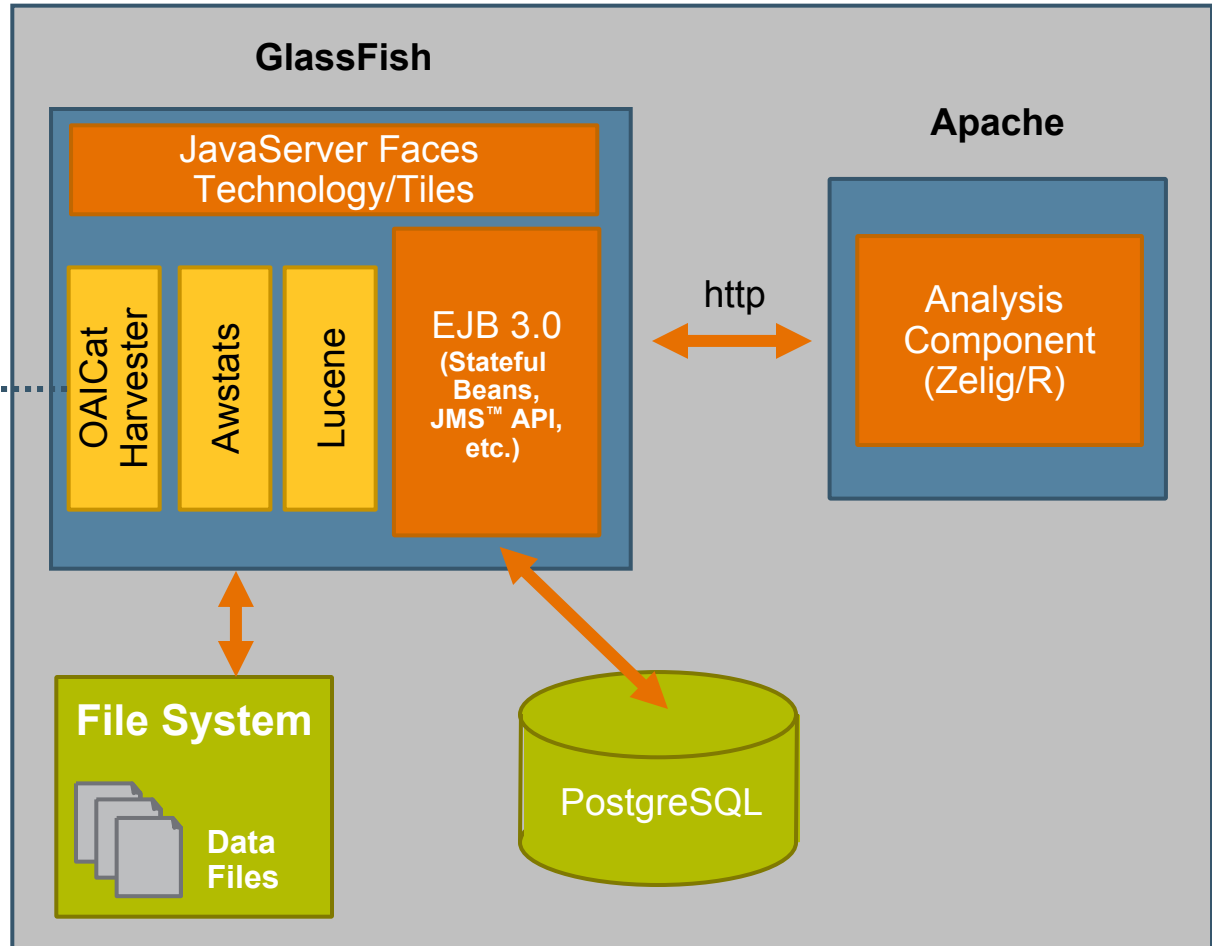 GlassFish
Apache
JavaServer Faces
Technology/Tiles
OAICat
Harvester
Awstats
Lucene
EJB 3.0
(Stateful
Beans,
JMS™ API,
etc.)
http
Analysis
Component
(Zelig/R)
File System
Data
Files
PostgreSQL